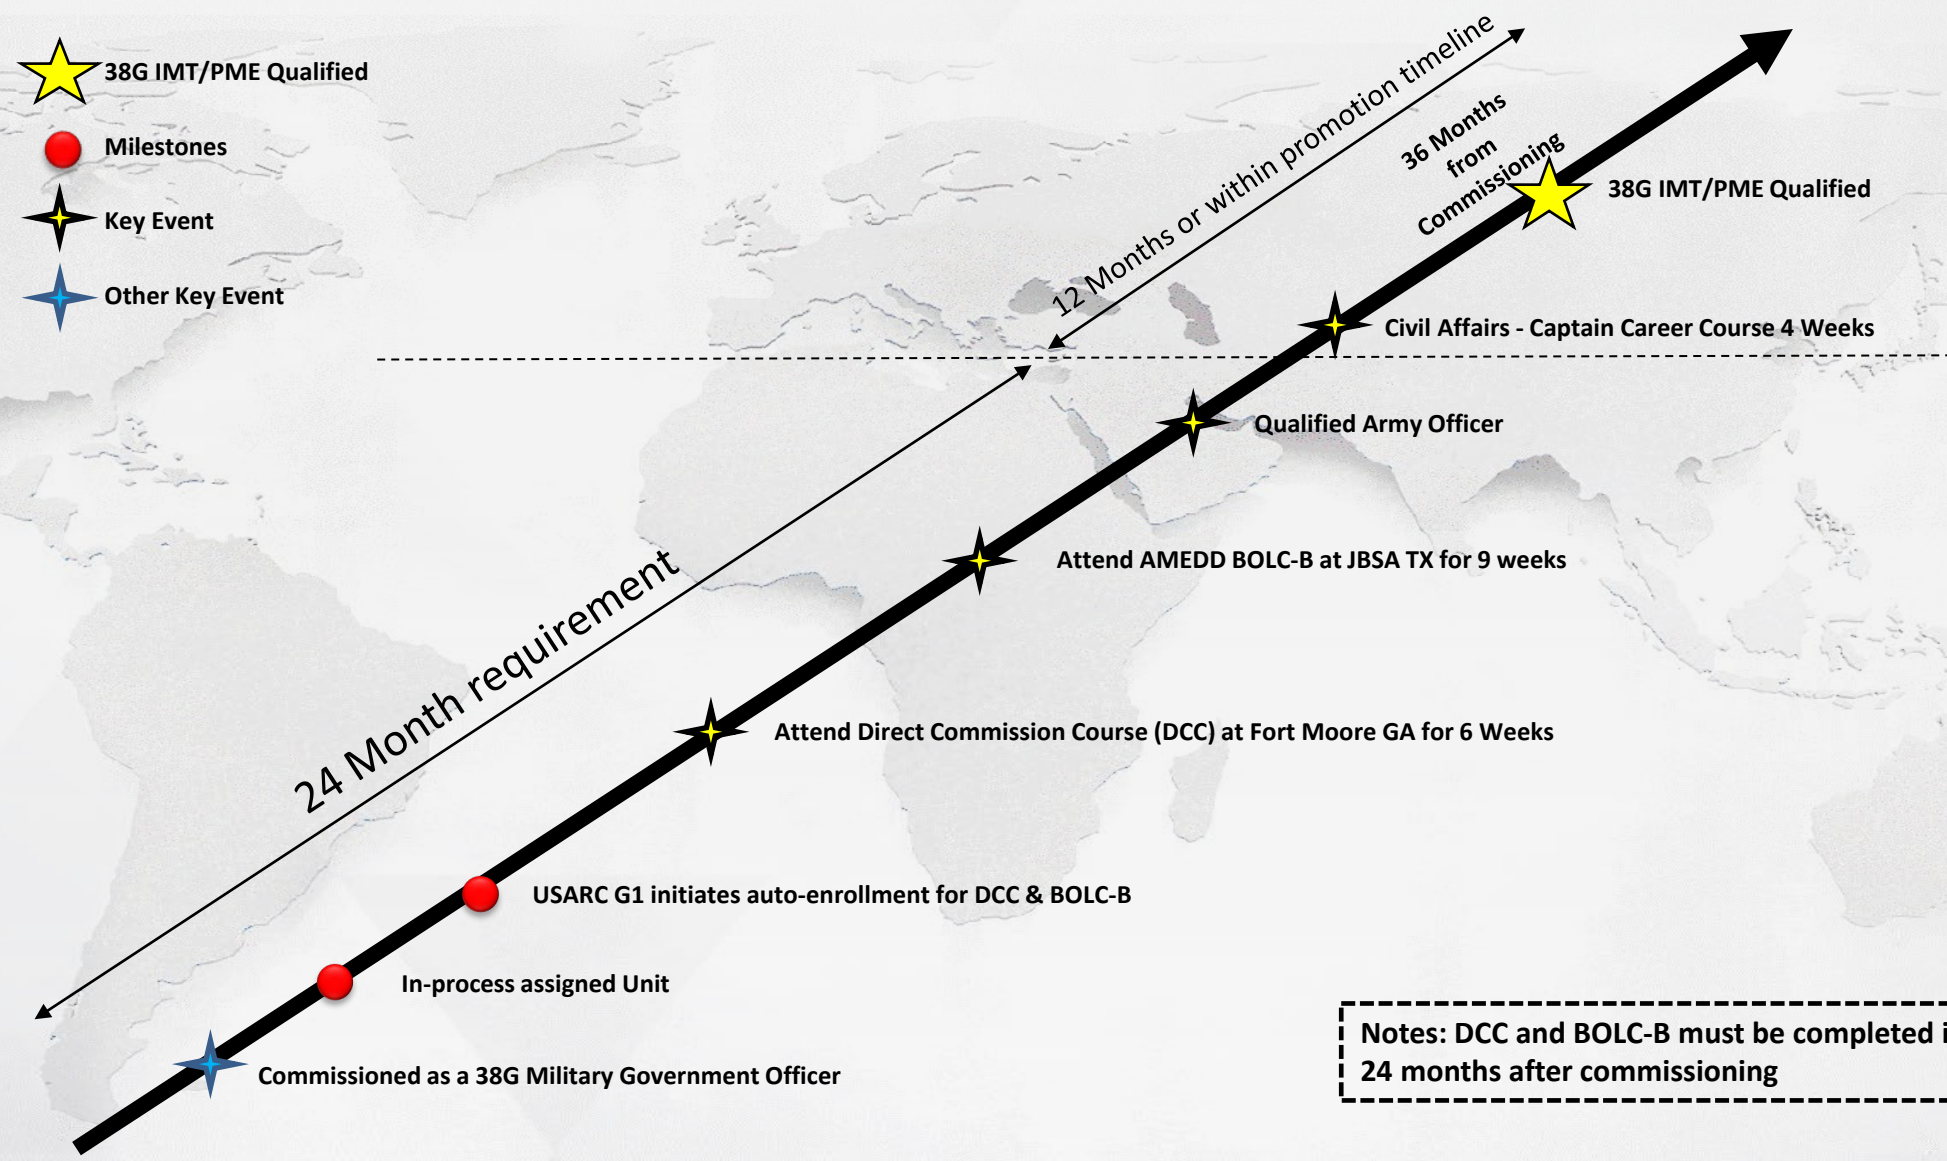 38G IMT/PME Qualified
Milestones
Key Event
Other Key Event
12 Months or within promotion timeline
36 Months
from
Commissioning
38G IMT/PME Qualified
Civil Affairs - Captain Career Course 4 Weeks
Qualified Army Officer
Attend AMEDD BOLC-B at JBSA TX for 9 weeks
24 Month requirement
Attend Direct Commission Course (DCC) at Fort Moore GA for 6 Weeks
USARC G1 initiates auto-enrollment for DCC & BOLC-B
In-process assigned Unit
Commissioned as a 38G Military Government Officer
Notes: DCC and BOLC-B must be completed
24 months after commissioning